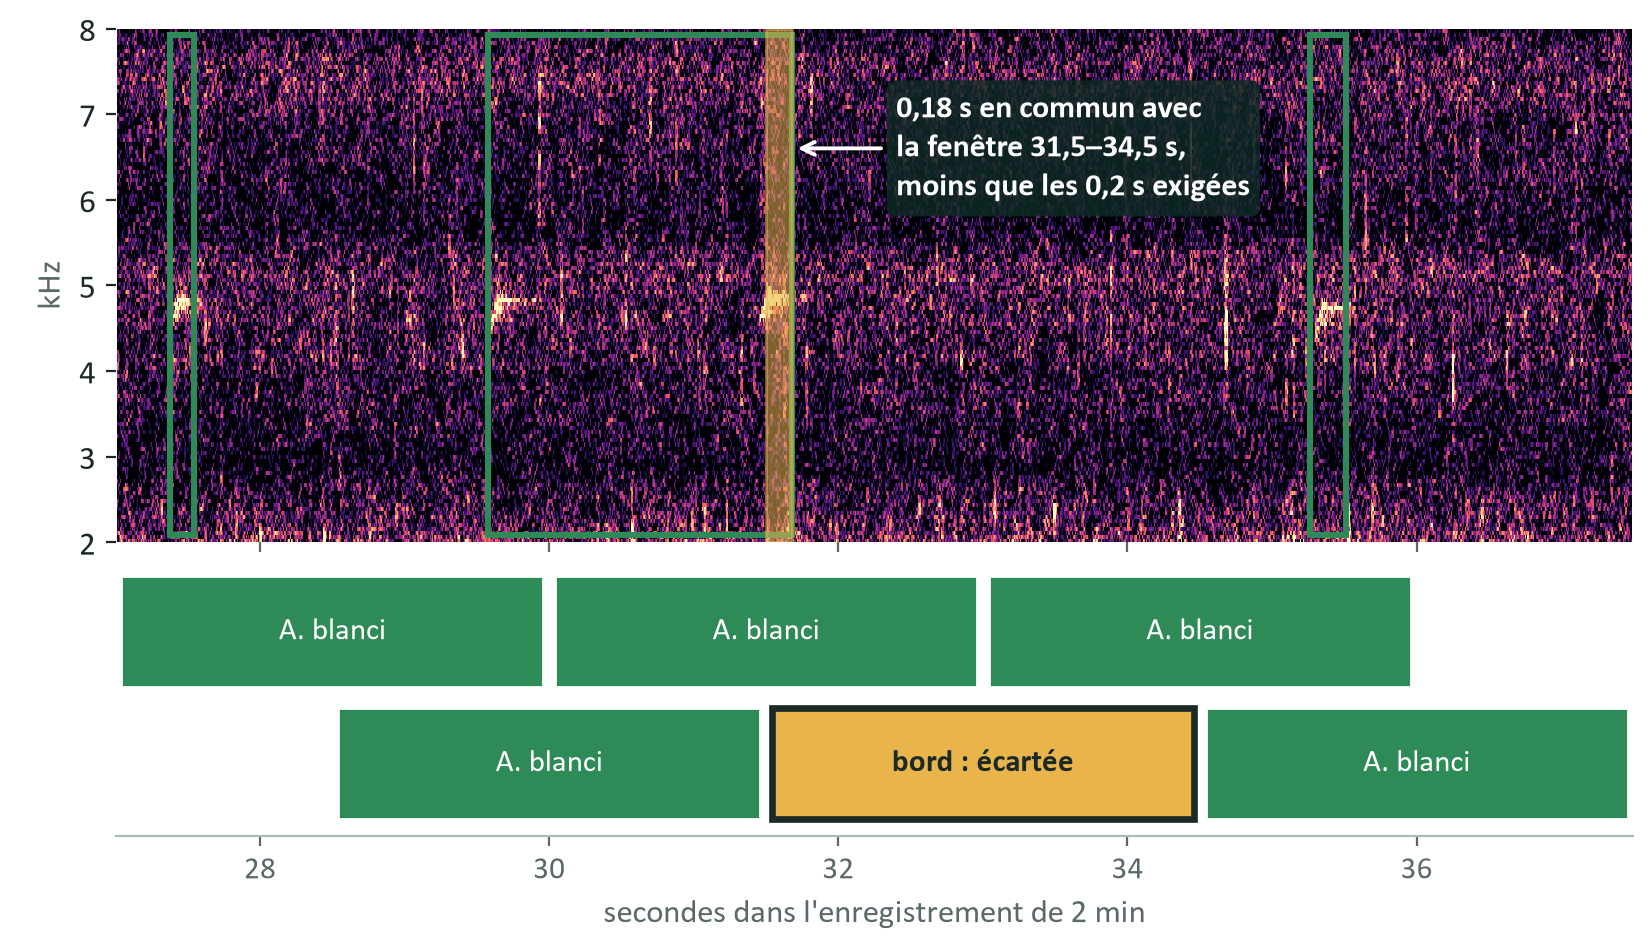 8
7
6
5
4
3
2
kHz
0,18 s en commun avec
la fenêtre 31,5–34,5 s,
moins que les 0,2 s exigées
A. blanci
A. blanci
A. blanci
A. blanci
bord : écartée
A. blanci
28
30
32
34
36
secondes dans l'enregistrement de 2 min